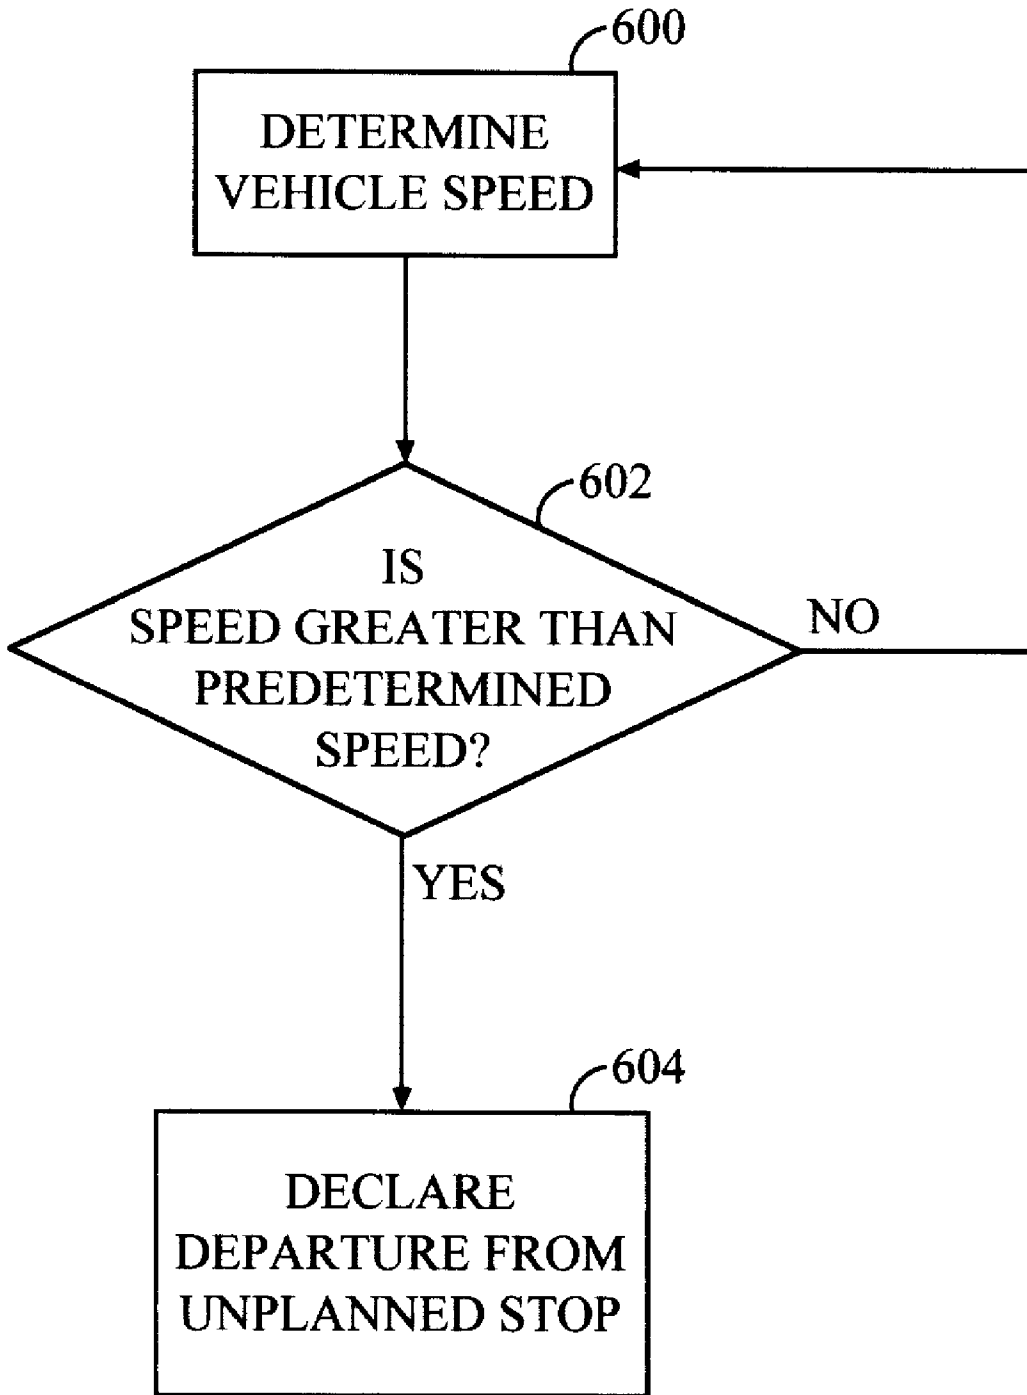 600
DETERMINE
VEHICLE SPEED
602
IS
SPEED GREATER THAN
PREDETERMINED
SPEED?
NO
YES
604
DECLARE
DEPARTURE FROM
UNPLANNED STOP